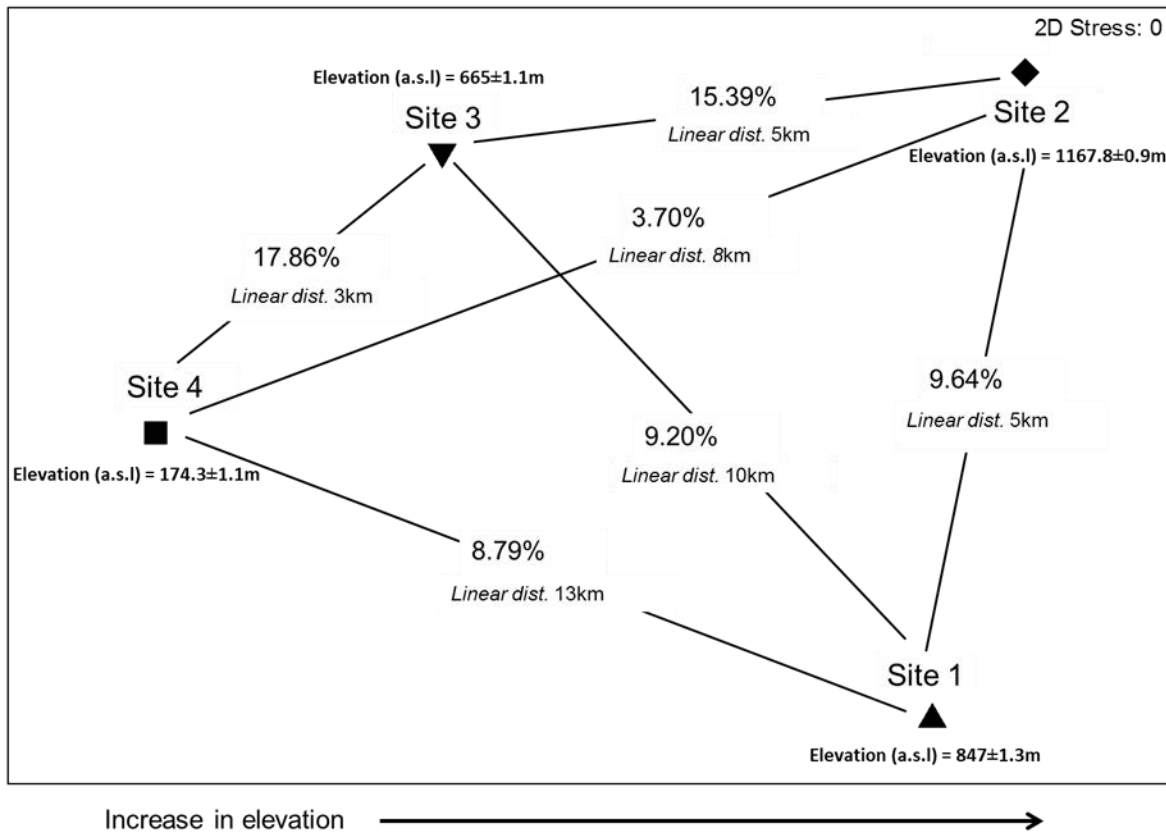 2D Stress: 0
Elevation (a.s.l) = 665±1.1m
Site 3
15.39%
Linear dist. 5km
Site 2
Elevation (a.s.l) = 1167.8±0.9m
3.70%
Linear dist. 8km
17.86%
Linear dist. 3km
Site 4
9.64%
Linear dist. 5km
Elevation (a.s.l) = 174.3±1.1m
9.20%
Linear dist. 10km
8.79%
Linear dist. 13km
Site 1
Elevation (a.s.l) = 847±1.3m
Increase in elevation